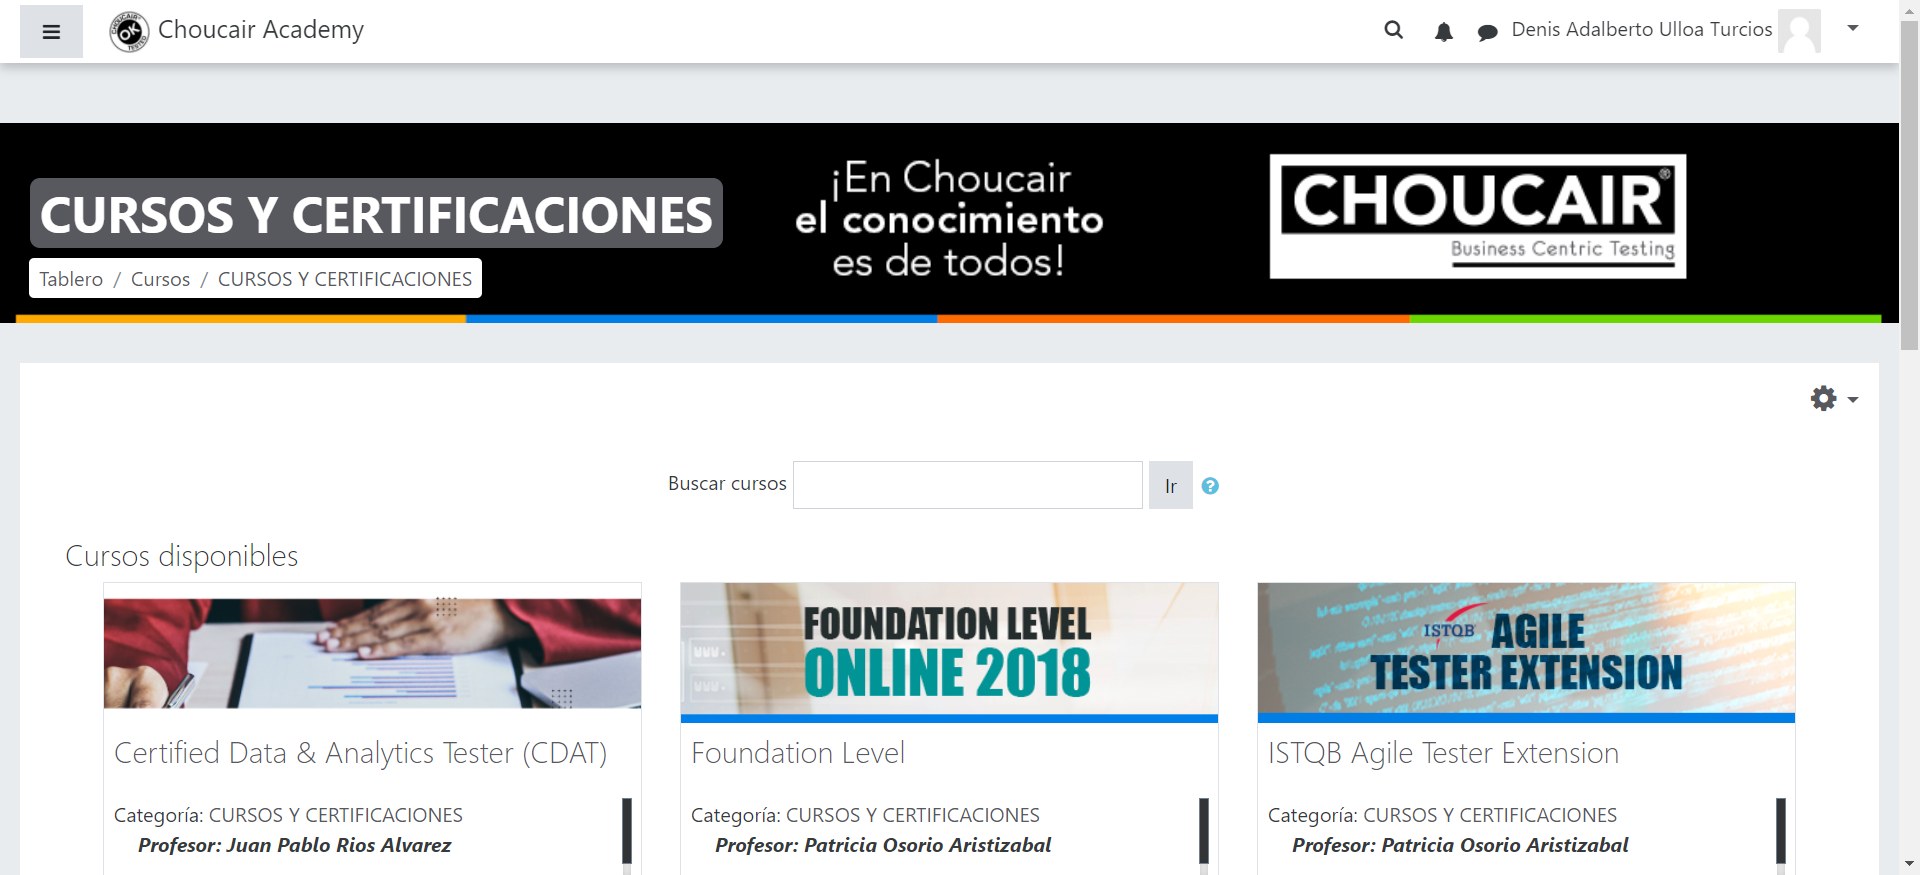 Choucair Academy
Denis Adalberto Ulloa Turcios
CURSOS Y CERTIFICACIONES
Tablero / Cursos / CURSOS Y CERTIFICACIONES
¡En Choucair
el conocimiento
es de todos!
CHOUCAIR®
Business Centric Testing
Buscar cursos
Ir
Cursos disponibles
FOUNDATION LEVEL
ONLINE 2018
ISTQB AGILE
TESTER EXTENSION
Certified Data & Analytics Tester (CDAT)
Categoría: CURSOS Y CERTIFICACIONES
Profesor: Juan Pablo Rios Alvarez
Foundation Level
Categoría: CURSOS Y CERTIFICACIONES
Profesor: Patricia Osorio Aristizabal
ISTQB Agile Tester Extension
Categoría: CURSOS Y CERTIFICACIONES
Profesor: Patricia Osorio Aristizabal